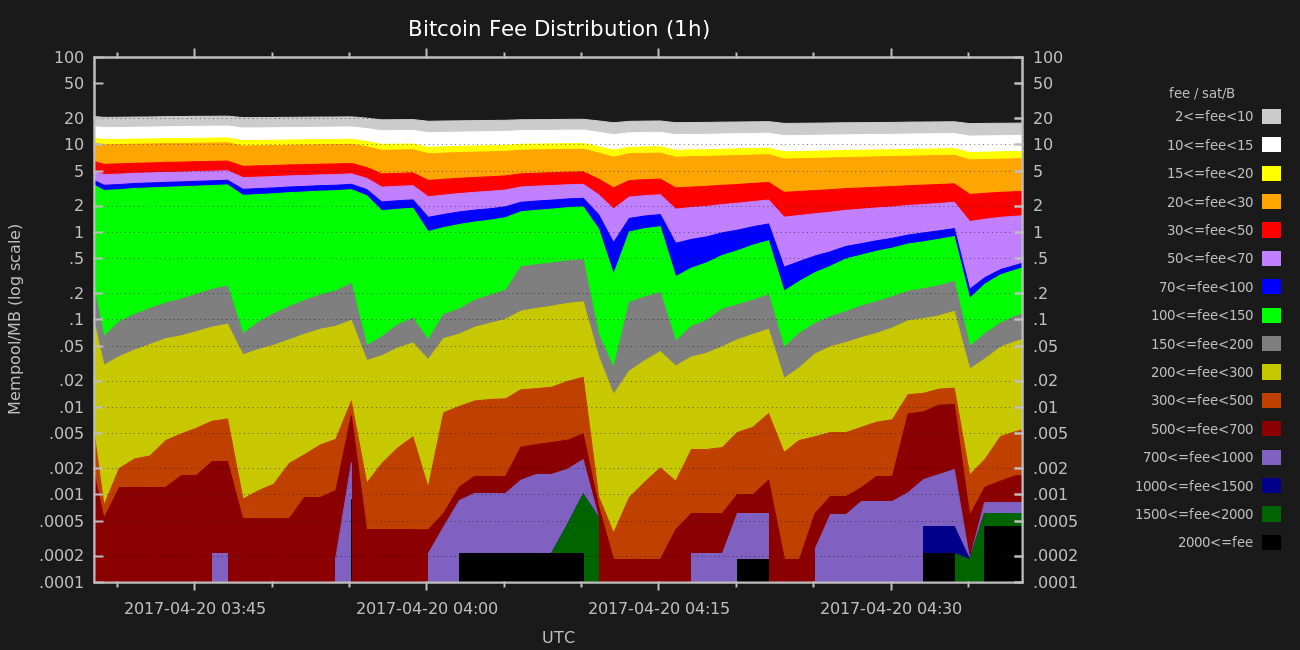 Bitcoin Fee Distribution (1h)
100
50
20
10
5
2
1
.5
.2
.1
.05
.02
.01
.005
.002
.001
.0005
.0002
.0001
Mempool/MB (log scale)
100
50
20
10
5
2
1
.5
.2
.1
.05
.02
.01
.005
.002
.001
.0005
.0002
.0001
2017-04-20 03:45 2017-04-20 04:00 2017-04-20 04:15 2017-04-20 04:30
UTC
fee / sat/B
2<=fee<10
10<=fee<15
15<=fee<20
20<=fee<30
30<=fee<50
50<=fee<70
70<=fee<100
100<=fee<150
150<=fee<200
200<=fee<300
300<=fee<500
500<=fee<700
700<=fee<1000
1000<=fee<1500
1500<=fee<2000
2000<=fee